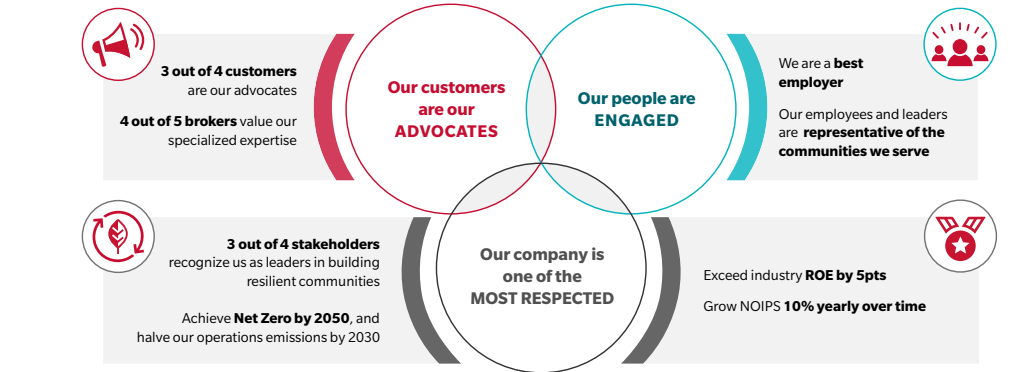 3 out of 4 customers
are our advocates
4 out of 5 brokers value our
specialized expertise
Our customers
are our
ADVOCATES
Our people are
ENGAGED
We are a best
employer
Our employees and leaders
are representative of the
communities we serve
3 out of 4 stakeholders
recognize us as leaders in building
resilient communities
Achieve Net Zero by 2050, and
halve our operations emissions by 2030
Our company is
one of the
MOST RESPECTED
Exceed industry ROE by 5pts
Grow NOIPS 10% yearly over time